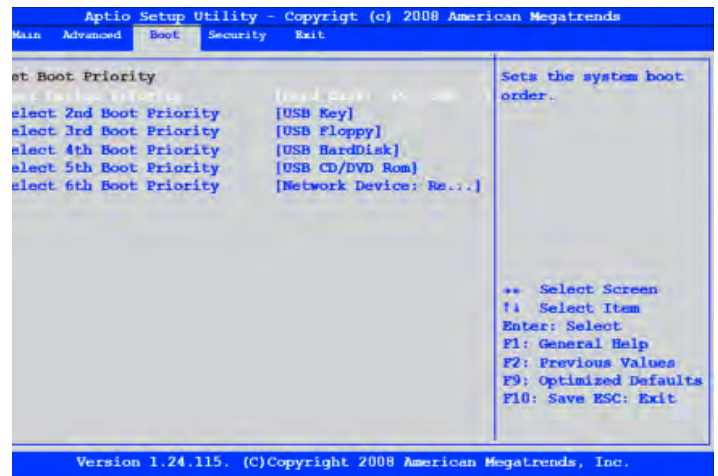 Aptio Setup Utility - Copyrigt (c) 2008 American Megatrends
Main Advanced Boot Security Exit
et Boot Priority
elect 2nd Boot Priority [USB Key]
elect 3rd Boot Priority [USB Floppy]
elect 4th Boot Priority [USB HardDisk]
elect 5th Boot Priority [USB CD/DVD Rom]
elect 6th Boot Priority [Network Device: Re...]
Sets the system boot
order.
Select Screen
↑↓ Select Item
Enter: Select
F1: General Help
F2: Previous Values
F9: Optimized Defaults
F10: Save ESC: Exit
Version 1.24.115. (C)Copyright 2008 American Megatrends, Inc.